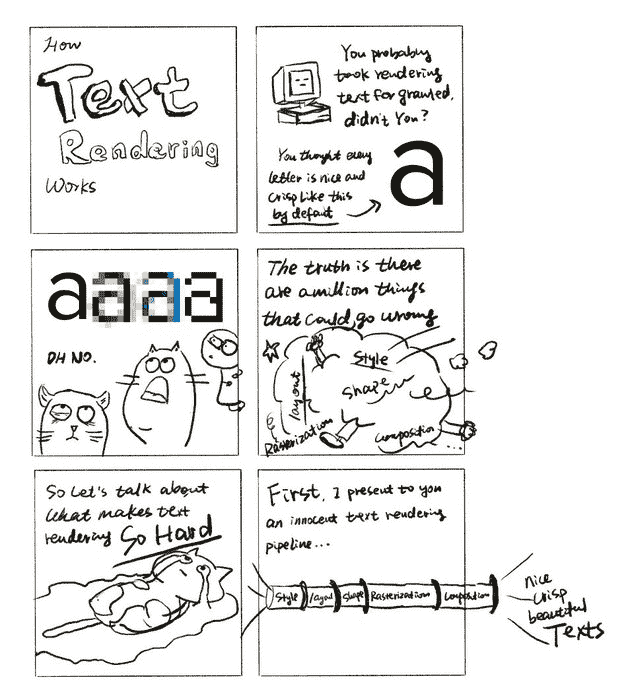 How
Text
Rendering
Works
You probably
took rendering
text for granted,
didn't You?
You thought every
letter is nice and
crisp like this
by default
a
aaaa
OH NO.
The truth is there
are a million things
that could go wrong
Style
shape
layout
Rasterization
Composition
...
So Let's talk about
what makes text
rendering So Hard
First, I present to you
an innocent text rendering
pipeline...
Style layout shape Rasterization Composition
nice
crisp
beautiful
Texts